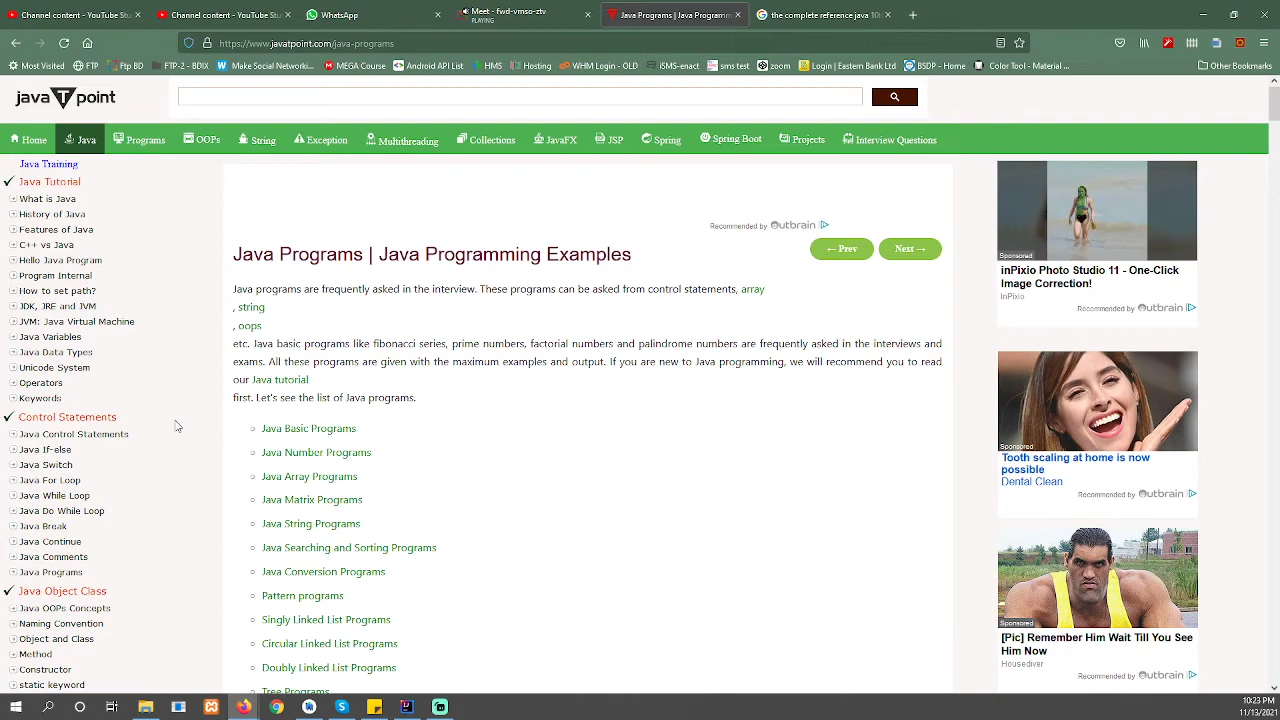 Channel content - YouTube Stu
Channel content - YouTube Stu
WhatsApp
Meet - fwd-vmso-ctv
PLAYING
Java Programs | Java Programm
the complete reference java 10t
https://www.javatpoint.com/java-programs
Most Visited
FTP
Ftp BD
FTP-2 - BDIX
Make Social Networki...
MEGA Course
Android API List
HMS
Hosting
WHM Login - OLD
iSMS-enact
sms test
zoom
Login | Eastern Bank Ltd
BSDP - Home
Color Tool - Material ...
Other Bookmarks
java T point
Home
Java
Programs
OOPs
String
Exception
Multithreading
Collections
JavaFX
JSP
Spring
Spring Boot
Projects
Interview Questions
Java Training
Java Tutorial
What is Java
History of Java
Features of Java
C++ vs Java
Hello Java Program
Program Internal
How to set path?
JDK, JRE and JVM
JVM: Java Virtual Machine
Java Variables
Java Data Types
Unicode System
Operators
Keywords
Control Statements
Java Control Statements
Java If-else
Java Switch
Java For Loop
Java While Loop
Java Do While Loop
Java Break
Java Continue
Java Comments
Java Programs
Java Object Class
Java OOPs Concepts
Naming Convention
Object and Class
Method
Constructor
static keyword
Recommended by Outbrain
Java Programs | Java Programming Examples
← Prev
Next →
Java programs are frequently asked in the interview. These programs can be asked from control statements, array
, string
, oops
etc. Java basic programs like fibonacci series, prime numbers, factorial numbers and palindrome numbers are frequently asked in the interviews and
exams. All these programs are given with the maximum examples and output. If you are new to Java programming, we will recommend you to read
our Java tutorial
first. Let's see the list of Java programs.
Java Basic Programs
Java Number Programs
Java Array Programs
Java Matrix Programs
Java String Programs
Java Searching and Sorting Programs
Java Conversion Programs
Pattern programs
Singly Linked List Programs
Circular Linked List Programs
Doubly Linked List Programs
Tree Programs
Sponsored
inPixio Photo Studio 11 - One-Click
Image Correction!
InPixio
Recommended by Outbrain
Sponsored
Tooth scaling at home is now
possible
Dental Clean
Recommended by Outbrain
Sponsored
[Pic] Remember Him Wait Till You See
Him Now
Housediver
Recommended by Outbrain
10:23 PM
11/13/2021